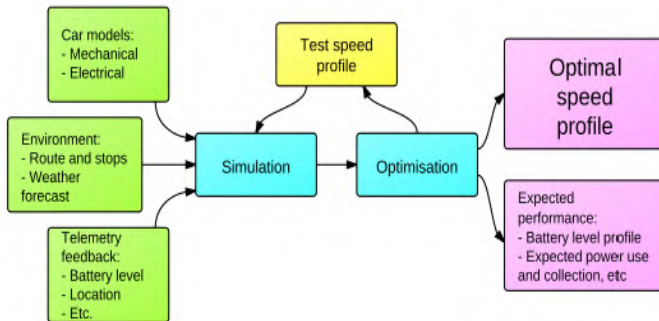 Car models:
- Mechanical
- Electrical
Environment:
- Route and stops
- Weather
forecast
Telemetry
feedback:
- Battery level
- Location
- Etc.
Test speed
profile
Simulation
Optimisation
Optimal
speed
profile
Expected
performance:
- Battery level profile
- Expected power use
and collection, etc